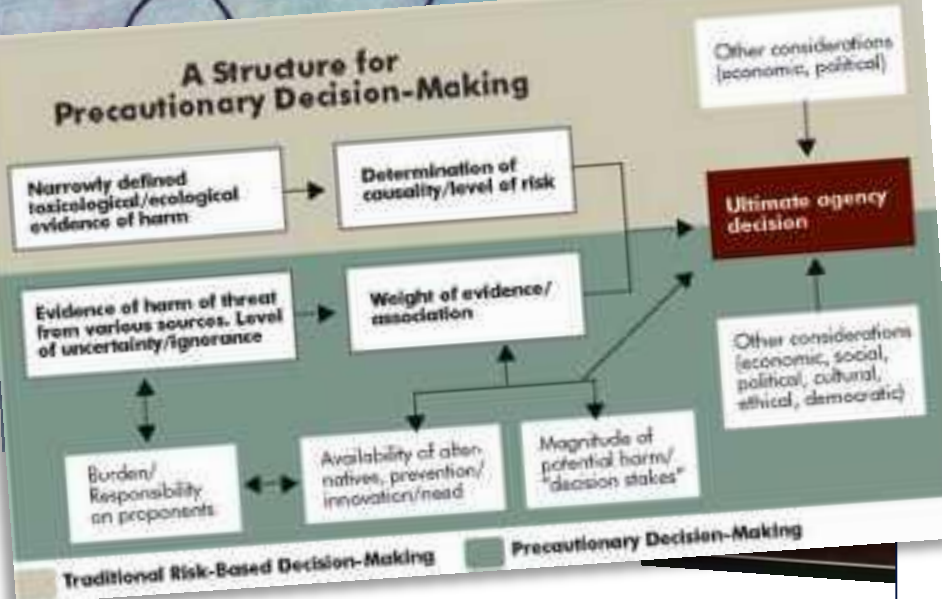 A Structure for
Precautionary Decision-Making
Other considerations
(economic, political)
Narrowly defined
toxicological/ecological
evidence of harm
Determination of
causality/level of risk
Ultimate agency
decision
Evidence of harm of threat
from various sources. Level
of uncertainty/ignorance
Weight of evidence/
association
Other considerations
(economic, social,
political, cultural,
ethical, democratic)
Burden/
Responsibility
on proponents
Availability of alter-
natives, prevention/
innovation/need
Magnitude of
potential harm/
"decision stakes"
Traditional Risk-Based Decision-Making
Precautionary Decision-Making